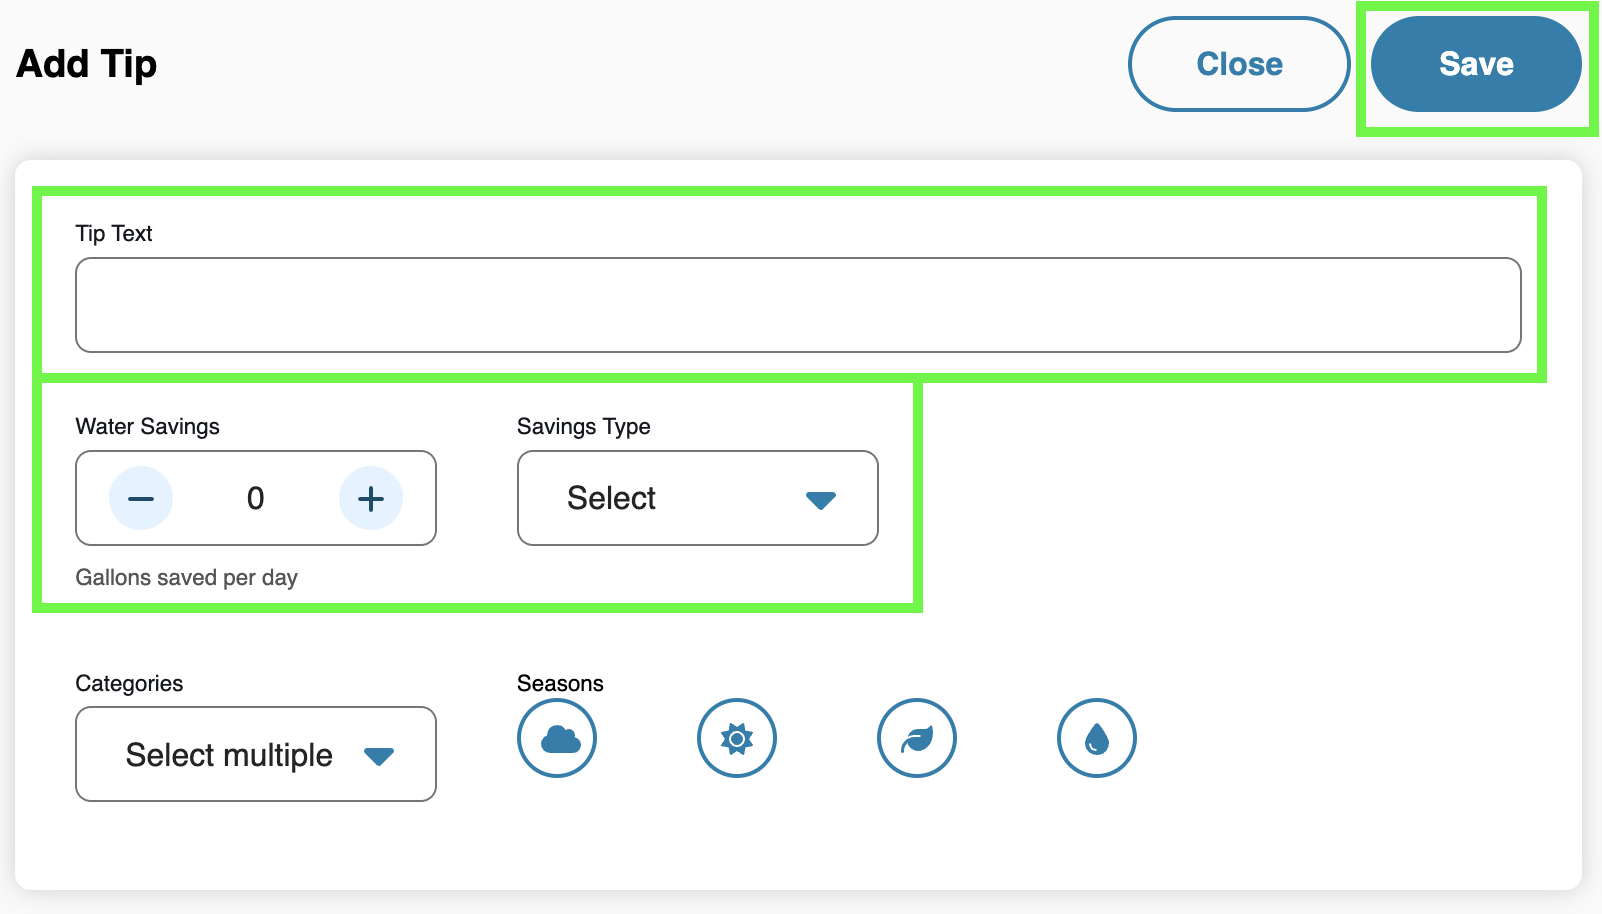 Add Tip
Close
Save
Tip Text
Water Savings
Savings Type
0
Select
Gallons saved per day
Categories
Seasons
Select multiple